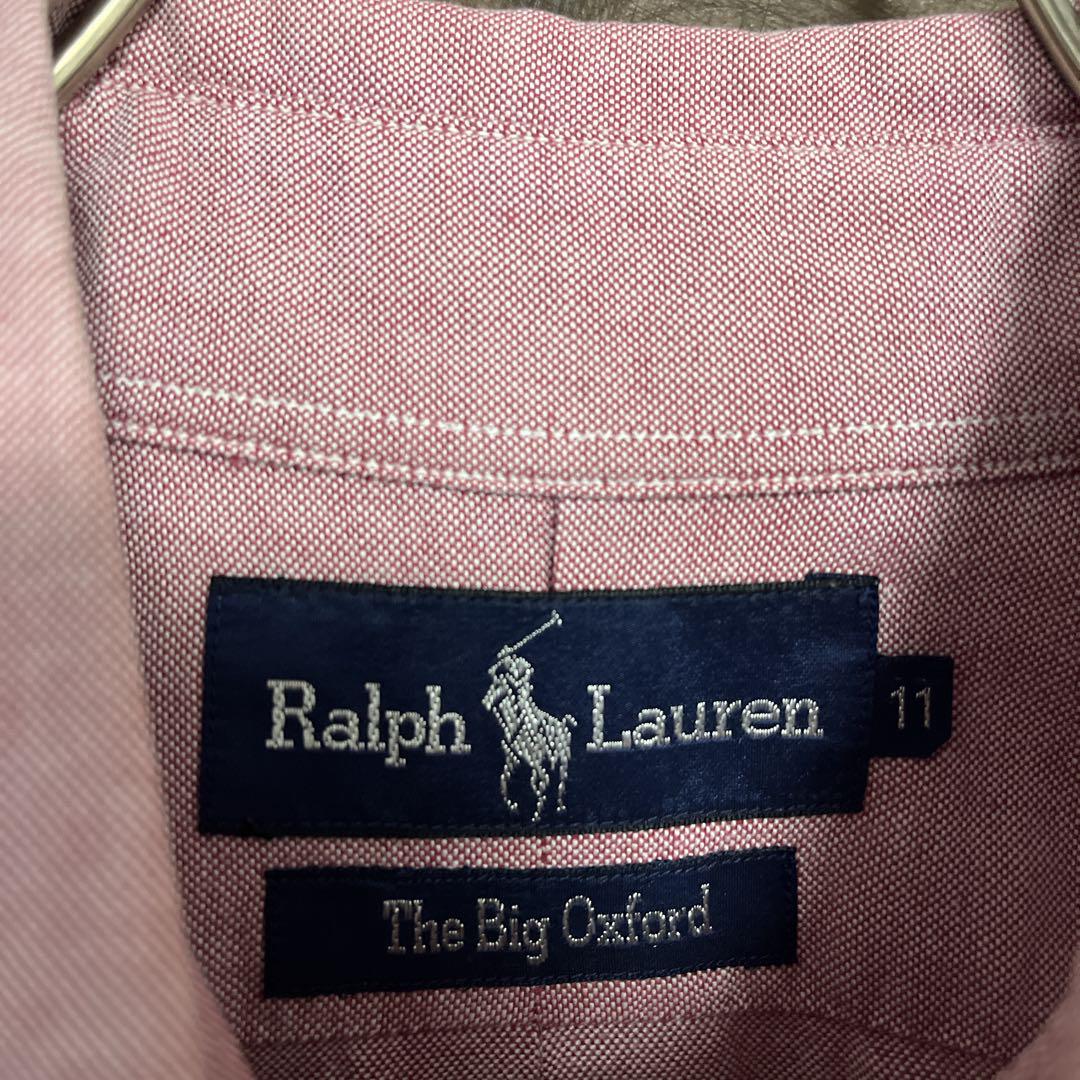 Ralph Lauren 11
The Big Oxford